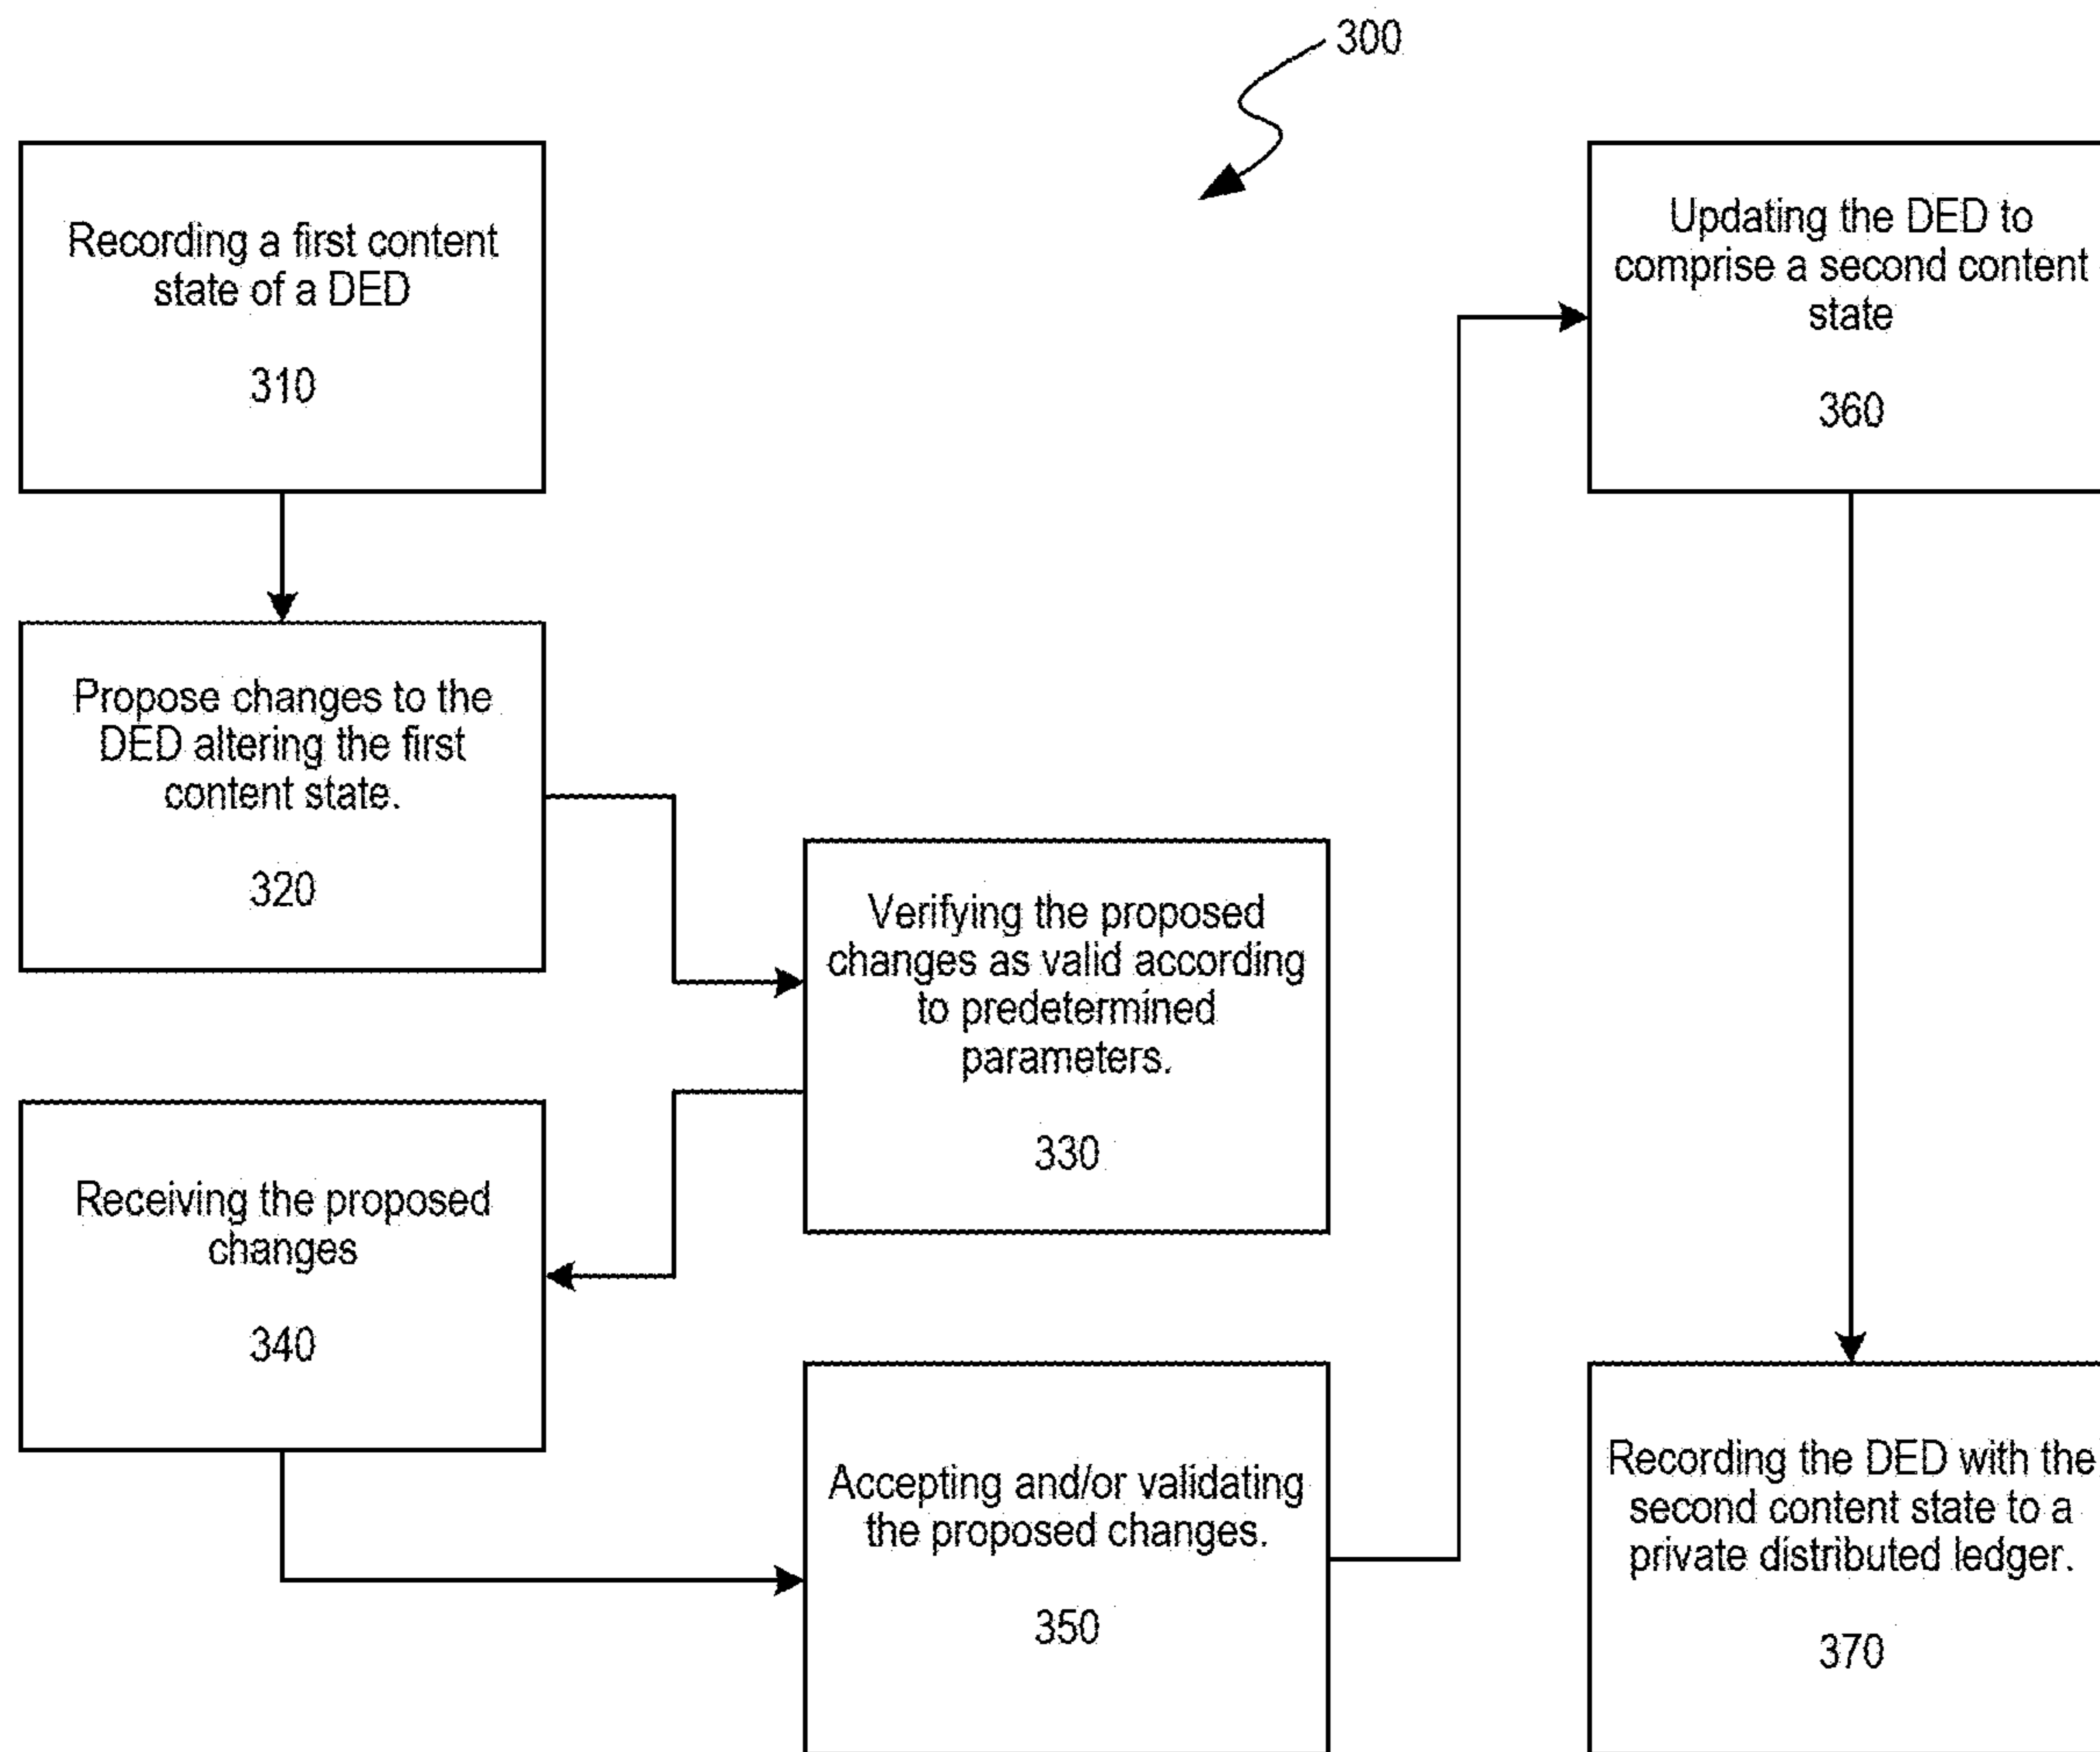 300
Recording a first content
state of a DED
310
Propose changes to the
DED altering the first
content state.
320
Verifying the proposed
changes as valid according
to predetermined
parameters.
330
Receiving the proposed
changes
340
Accepting and/or validating
the proposed changes.
350
Updating the DED to
comprise a second content
state
360
Recording the DED with the
second content state to a
private distributed ledger.
370